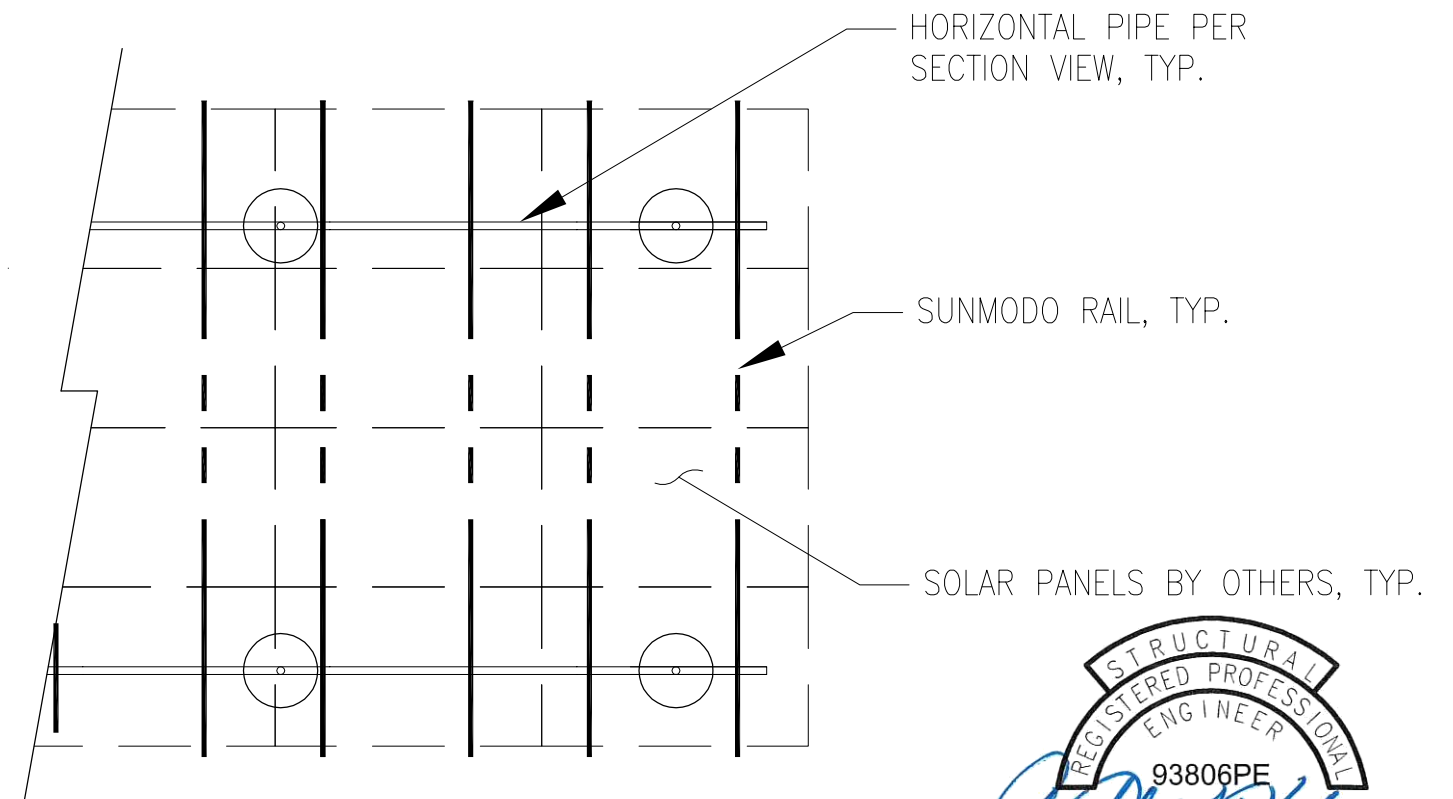 HORIZONTAL PIPE PER
SECTION VIEW, TYP.
SUNMODO RAIL, TYP.
SOLAR PANELS BY OTHERS, TYP.
STRUCTURAL
REGISTERED PROFESSIONAL
ENGINEER
93806PE